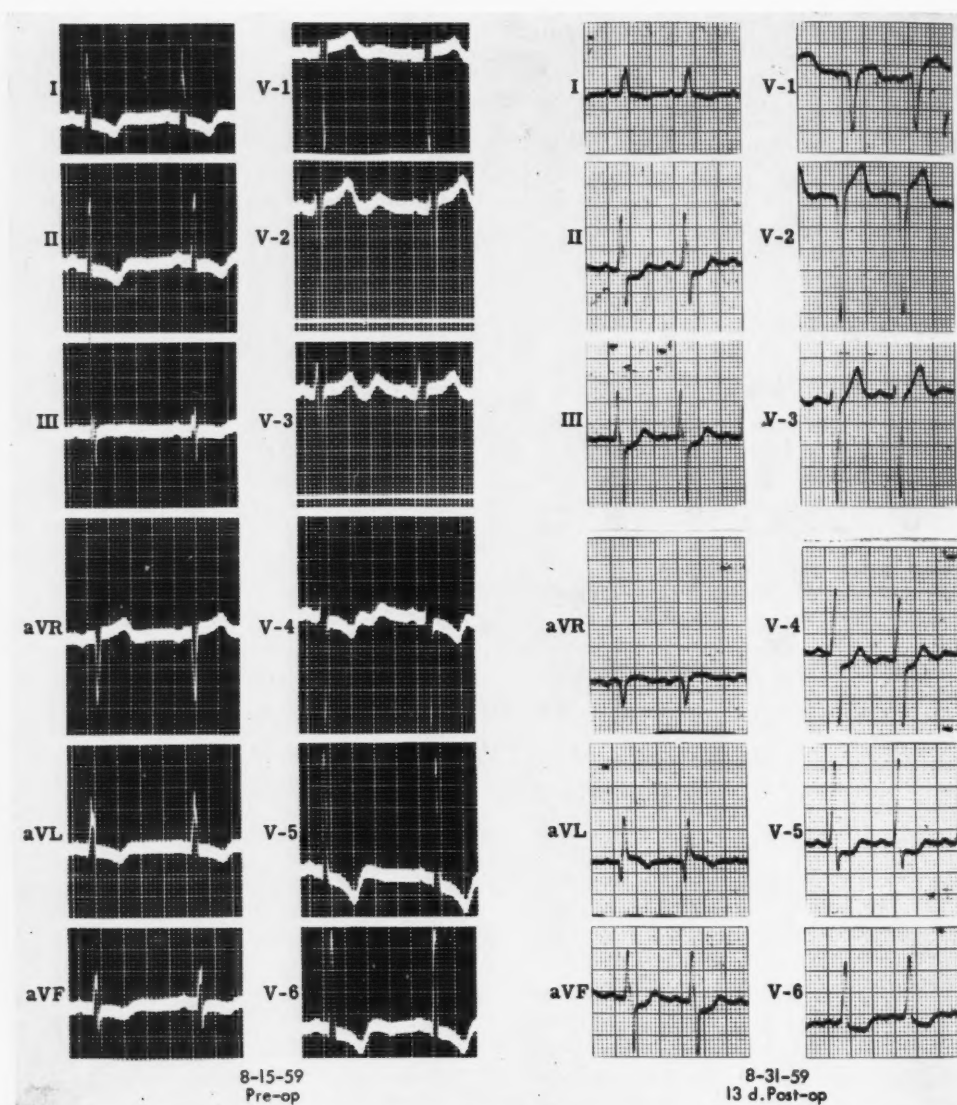 I
V-1
II
V-2
III
V-3
aVR
V-4
aVL
V-5
aVF
V-6
8-15-59
Pre-op
I
V-1
II
V-2
III
V-3
aVR
V-4
aVL
V-5
aVF
V-6
8-31-59
13 d. Post-op